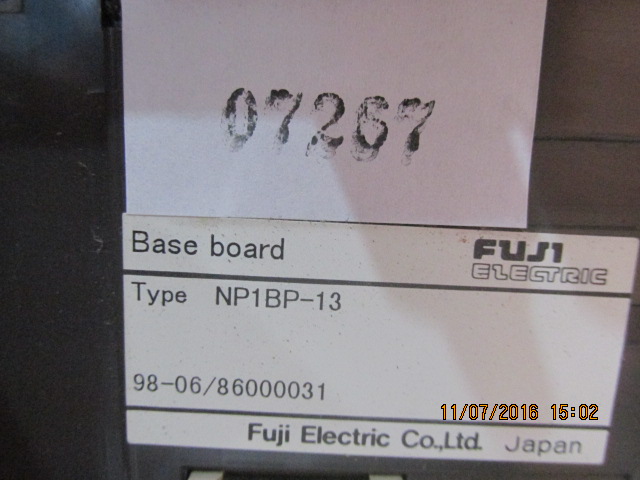 07267
Base board
FUJI
ELECTRIC
Type NP1BP-13
98-06/86000031
11/07/2016 15:02
Fuji Electric Co.,Ltd. Japan